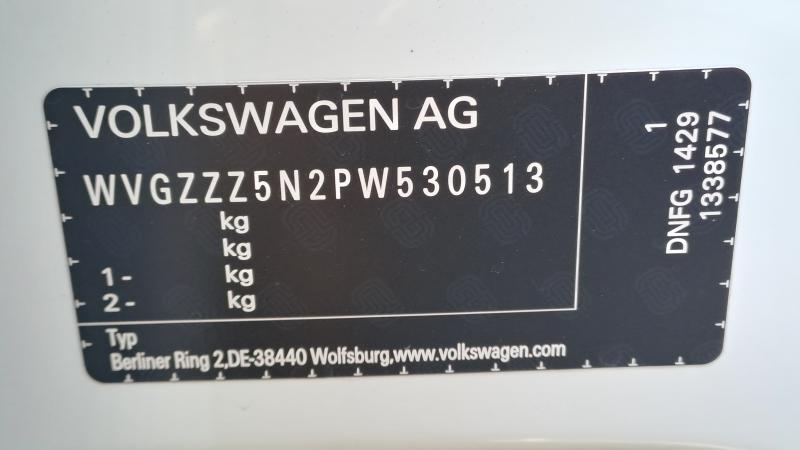 VOLKSWAGEN AG
WVGZZZ5N2PW530513
kg
kg
1- kg
2- kg
Typ
Berliner Ring 2,DE-38440 Wolfsburg,www.volkswagen.com
1
DNFG 1429
1338577